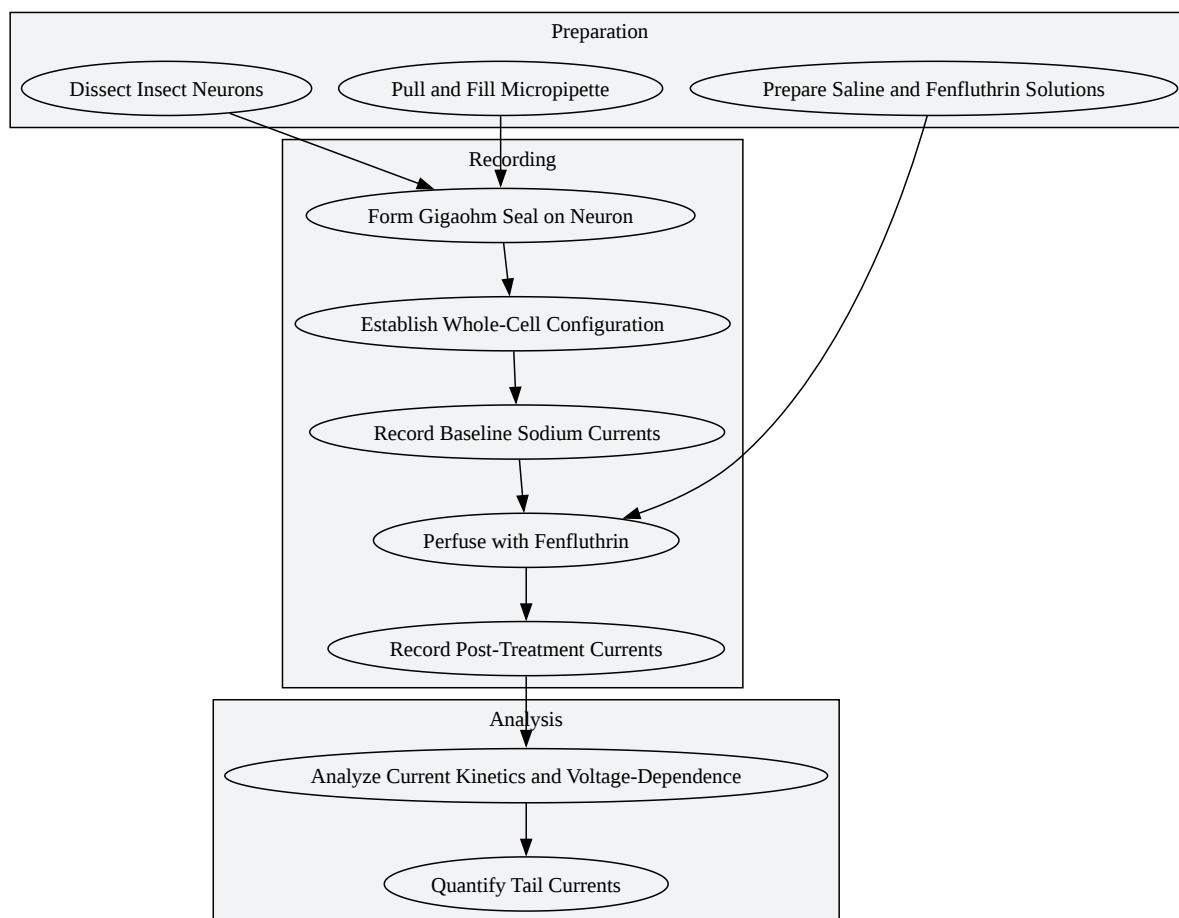 Preparation
Dissect Insect Neurons
Pull and Fill Micropipette
Prepare Saline and Fenfluthrin Solutions
Recording
Form Gigaohm Seal on Neuron
Establish Whole-Cell Configuration
Record Baseline Sodium Currents
Perfuse with Fenfluthrin
Record Post-Treatment Currents
Analysis
Analyze Current Kinetics and Voltage-Dependence
Quantify Tail Currents